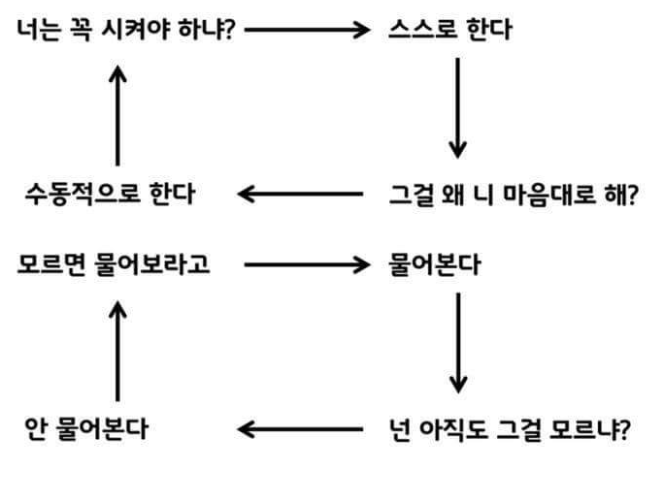 너는 꼭 시켜야 하냐?
스스로 한다
수동적으로 한다
그걸 왜 니 마음대로 해?
모르면 물어보라고
물어본다
안 물어본다
넌 아직도 그걸 모르냐?